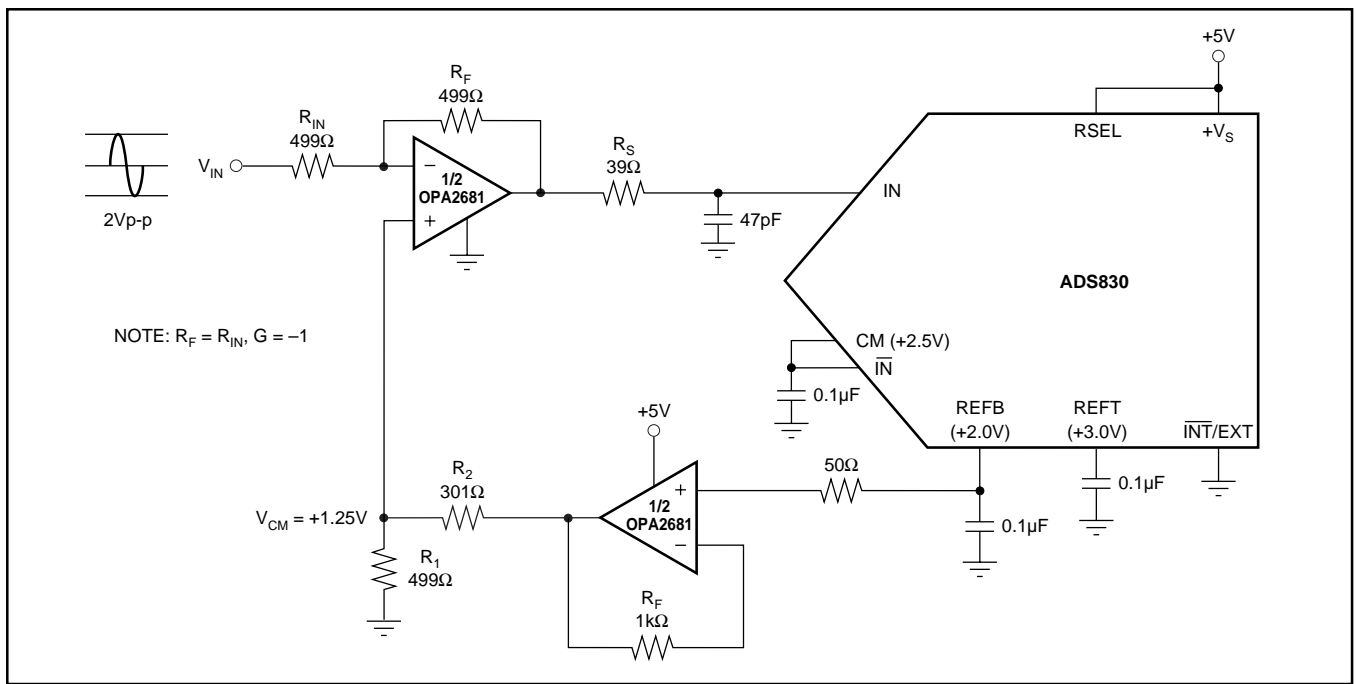 +5V
RF
499Ω
RIN
499Ω
RSEL
+VS
RS
39Ω
VIN
−
1/2
OPA2681
+
IN
2Vp-p
47pF
ADS830
NOTE: RF = RIN, G = –1
CM (+2.5V)
I̅N̅
0.1µF
+5V
REFB
(+2.0V)
REFT
(+3.0V)
I̅N̅T̅/EXT
R2
301Ω
50Ω
+
1/2
OPA2681
−
0.1µF
0.1µF
VCM = +1.25V
R1
499Ω
RF
1kΩ